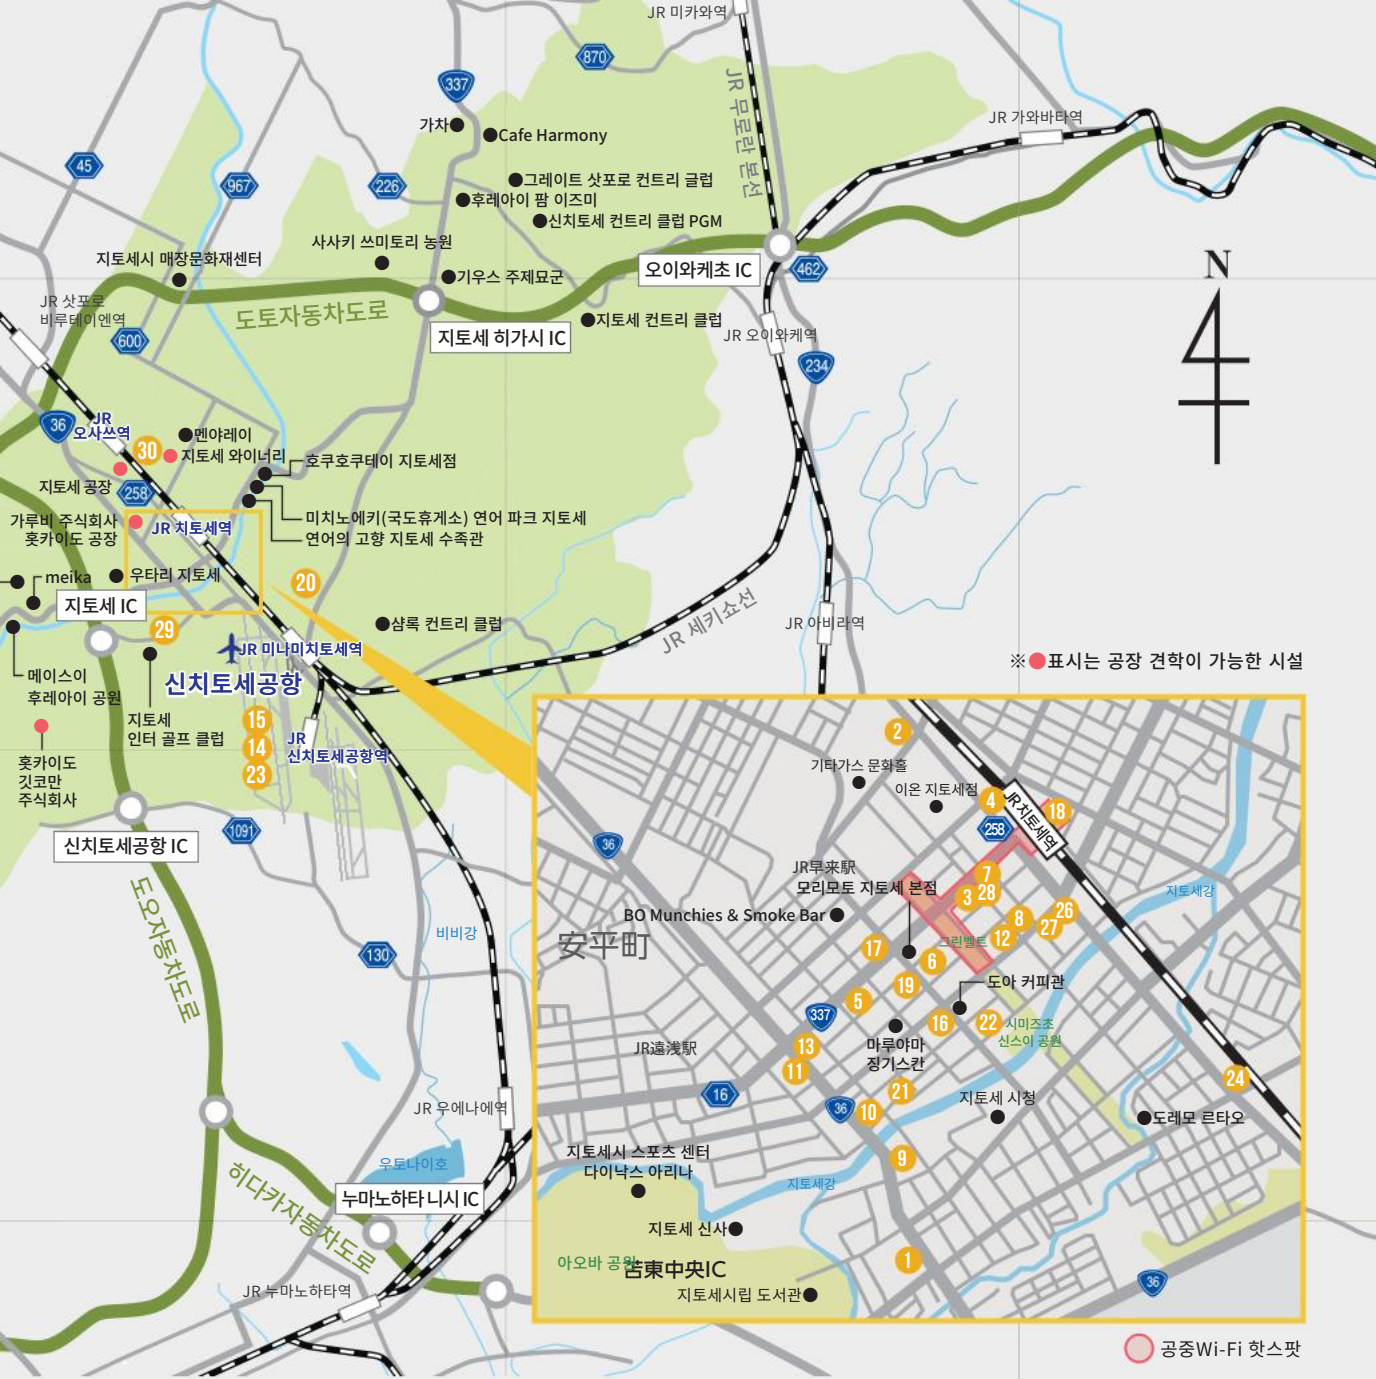 JR 미카와역
870
337
JR 무로란 본선
가차
Cafe Harmony
JR 가와바타역
45
967
226
그레이트 삿포로 컨트리 클럽
후레아이 팜 이즈미
신치토세 컨트리 클럽 PGM
사사키 쓰미토리 농원
지토세시 매장문화재센터
기우스 주제묘군
오이와케초 IC
462
N
JR 삿포로
비루테이엔역
도토자동차도로
600
지토세 히가시 IC
지토세 컨트리 클럽
JR 오이와케역
234
36
JR
오사쓰역
30
멘야레이
지토세 와이너리
호쿠호쿠테이 지토세점
지토세 공장
258
가루비 주식회사
홋카이도 공장
JR 치토세역
미치노에키(국도휴게소) 연어 파크 지토세
연어의 고향 지토세 수족관
meika
우타리 지토세
20
지토세 IC
29
샴록 컨트리 클럽
JR 세키쇼선
JR 아비라역
JR 미나미치토세역
신치토세공항
메이스이
후레아이 공원
지토세
인터 골프 클럽
15
14
23
JR
신치토세공항역
홋카이도
깃코만
주식회사
신치토세공항 IC
1091
도오자동차도로
비비강
130
JR 우에나에역
우토나이호
히다카자동차도로
누마노하타 니시 IC
JR 누마노하타역
※●표시는 공장 견학이 가능한 시설
2
기타가스 문화홀
이온 지토세점
4
JR치토세역
18
258
36
JR早来駅
모리모토 지토세 본점
7
3
28
지토세강
BO Munchies & Smoke Bar
8
26
27
12
그린벨트
安平町
17
6
19
도아 커피관
5
337
16
22
시미즈초
신스이 공원
마루야마
징기스칸
JR遠浅駅
13
11
24
16
21
36
10
지토세 시청
도레모 르타오
지토세시 스포츠 센터
다이낙스 아리나
9
지토세강
지토세 신사
아오바 공원
苫東中央IC
1
지토세시립 도서관
36
공중Wi-Fi 핫스팟